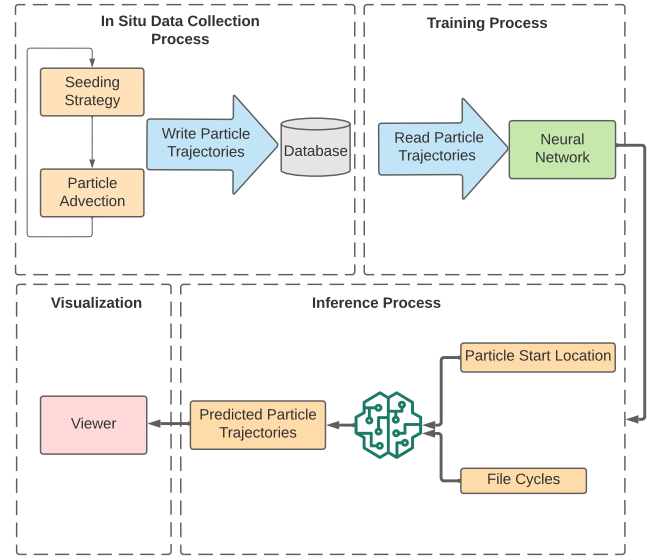 In Situ Data Collection
Process
Seeding
Strategy
Particle
Advection
Write Particle
Trajectories
Database
Training Process
Read Particle
Trajectories
Neural
Network
Visualization
Viewer
Inference Process
Predicted Particle
Trajectories
Particle Start Location
File Cycles